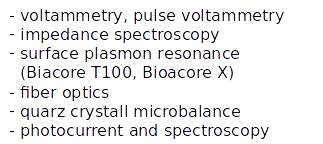 - voltammetry, pulse voltammetry
- impedance spectroscopy
- surface plasmon resonance
(Biacore T100, Bioacore X)
- fiber optics
- quarz crystall microbalance
- photocurrent and spectroscopy